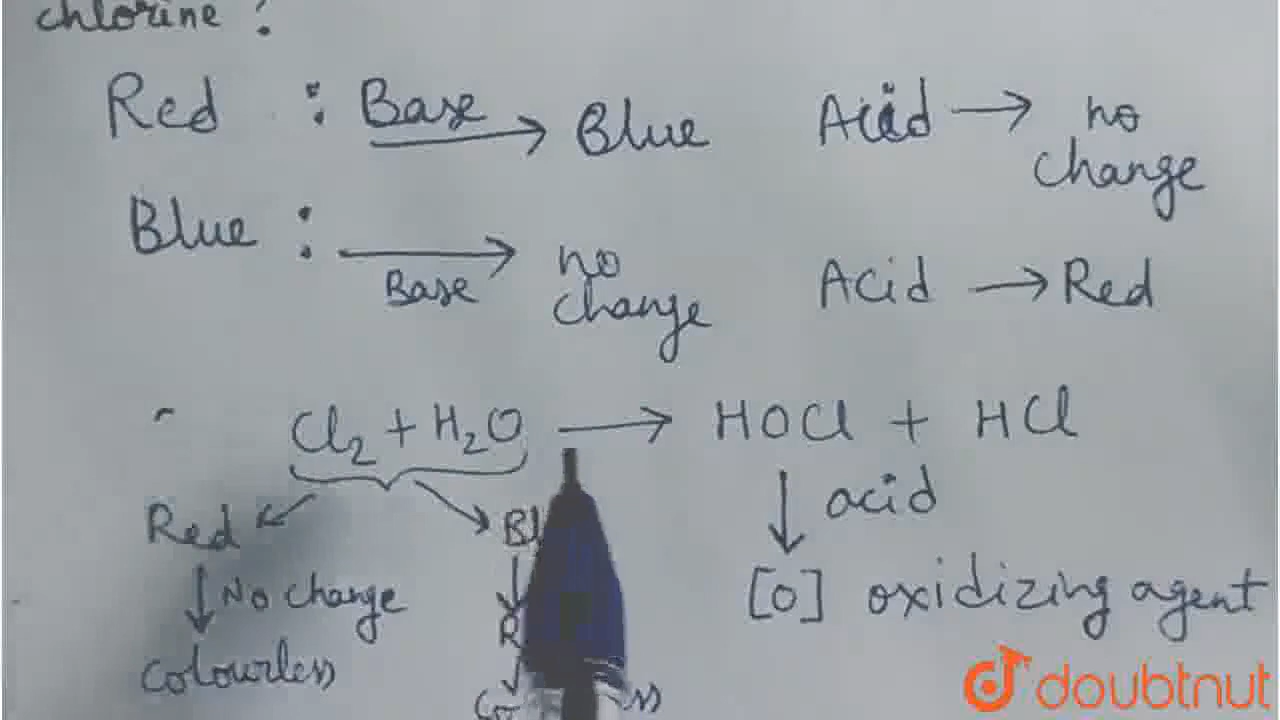 chlorine ?
Red : Base → Blue Acid → no change
Blue : → Base no change Acid → Red
Cl₂ + H₂O → HOCl + HCl
Red ↓ acid
↓ No change [O] oxidizing agent
colourless
doubtnut